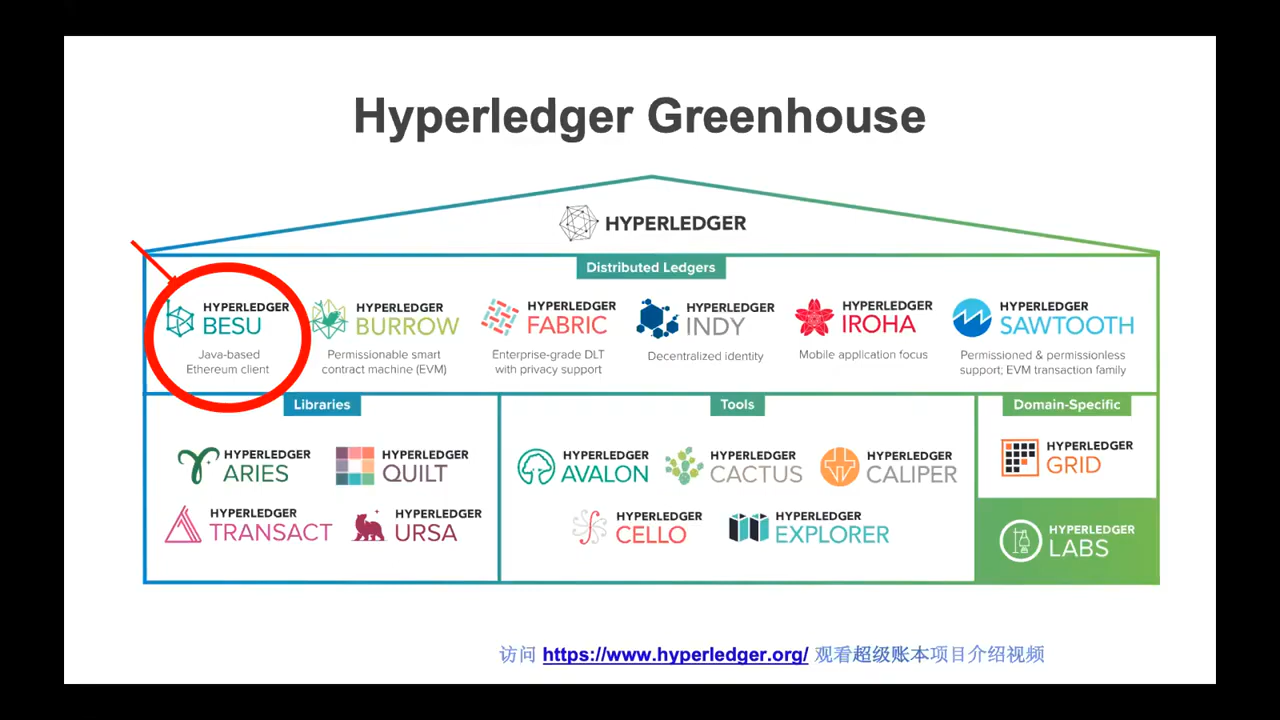 Hyperledger Greenhouse
HYPERLEDGER
Distributed Ledgers
HYPERLEDGER
BESU
Java-based
Ethereum client
HYPERLEDGER
BURROW
Permissionable smart
contract machine (EVM)
HYPERLEDGER
FABRIC
Enterprise-grade DLT
with privacy support
HYPERLEDGER
INDY
Decentralized identity
HYPERLEDGER
IROHA
Mobile application focus
HYPERLEDGER
SAWTOOTH
Permissioned & permissionless
support; EVM transaction family
Libraries
HYPERLEDGER
ARIES
HYPERLEDGER
QUILT
HYPERLEDGER
TRANSACT
HYPERLEDGER
URSA
Tools
HYPERLEDGER
AVALON
HYPERLEDGER
CACTUS
HYPERLEDGER
CALIPER
HYPERLEDGER
CELLO
HYPERLEDGER
EXPLORER
Domain-Specific
HYPERLEDGER
GRID
HYPERLEDGER
LABS
访问 https://www.hyperledger.org/ 观看超级账本项目介绍视频